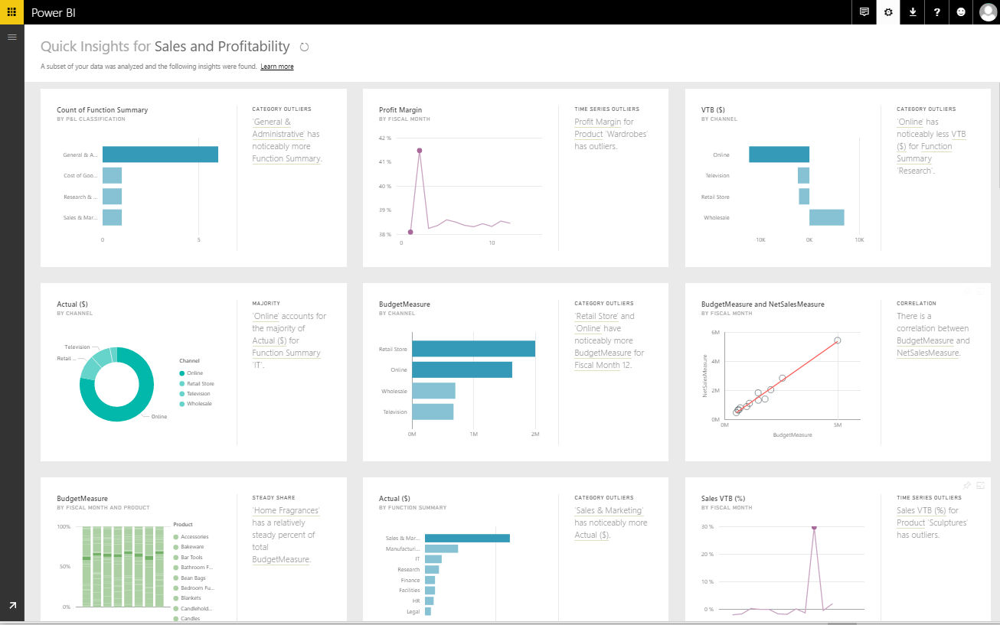 Power BI
Quick Insights for Sales and Profitability
A subset of your data was analyzed and the following insights were found. Learn more
Count of Function Summary
BY P&L CLASSIFICATION
General & A...
Cost of Goo...
Research & ...
Sales & Mar...
0
5
CATEGORY OUTLIERS
'General &
Administrative' has
noticeably more
Function Summary.
Profit Margin
BY FISCAL MONTH
42 %
41 %
40 %
39 %
38 %
0
10
TIME SERIES OUTLIERS
Profit Margin for
Product 'Wardrobes'
has outliers.
VTB ($)
BY CHANNEL
Online
Television
Retail Store
Wholesale
10K
0K
10K
CATEGORY OUTLIERS
'Online' has
noticeably less VTB
($) for Function
Summary
'Research'.
Actual ($)
BY CHANNEL
Television
Retail ...
Online
Channel
Online
Retail Store
Television
Wholesale
MAJORITY
'Online' accounts for
the majority of
Actual ($) for
Function Summary
'IT'.
BudgetMeasure
BY CHANNEL
Retail Store
Online
Wholesale
Television
0M
1M
2M
CATEGORY OUTLIERS
'Retail Store' and
'Online' have
noticeably more
BudgetMeasure for
Fiscal Month 12.
BudgetMeasure and NetSalesMeasure
BY FISCAL MONTH
NetSalesMeasure
6M
4M
2M
0M
0M
5M
BudgetMeasure
CORRELATION
There is a
correlation between
BudgetMeasure and
NetSalesMeasure.
BudgetMeasure
BY FISCAL MONTH AND PRODUCT
100%
50%
0%
Product
Accessories
Bakeware
Bar Tools
Bathroom F...
Bean Bags
Bedroom Fu...
Blankets
Candlehold...
Candles
STEADY SHARE
'Home Fragrances'
has a relatively
steady percent of
total
BudgetMeasure.
Actual ($)
BY FUNCTION SUMMARY
Sales & Mar...
Manufacturi...
IT
Research
Finance
Facilities
HR
Legal
CATEGORY OUTLIERS
'Sales & Marketing'
has noticeably more
Actual ($).
Sales VTB (%)
BY FISCAL MONTH
30 %
20 %
10 %
0 %
TIME SERIES OUTLIERS
Sales VTB (%) for
Product 'Sculptures'
has outliers.